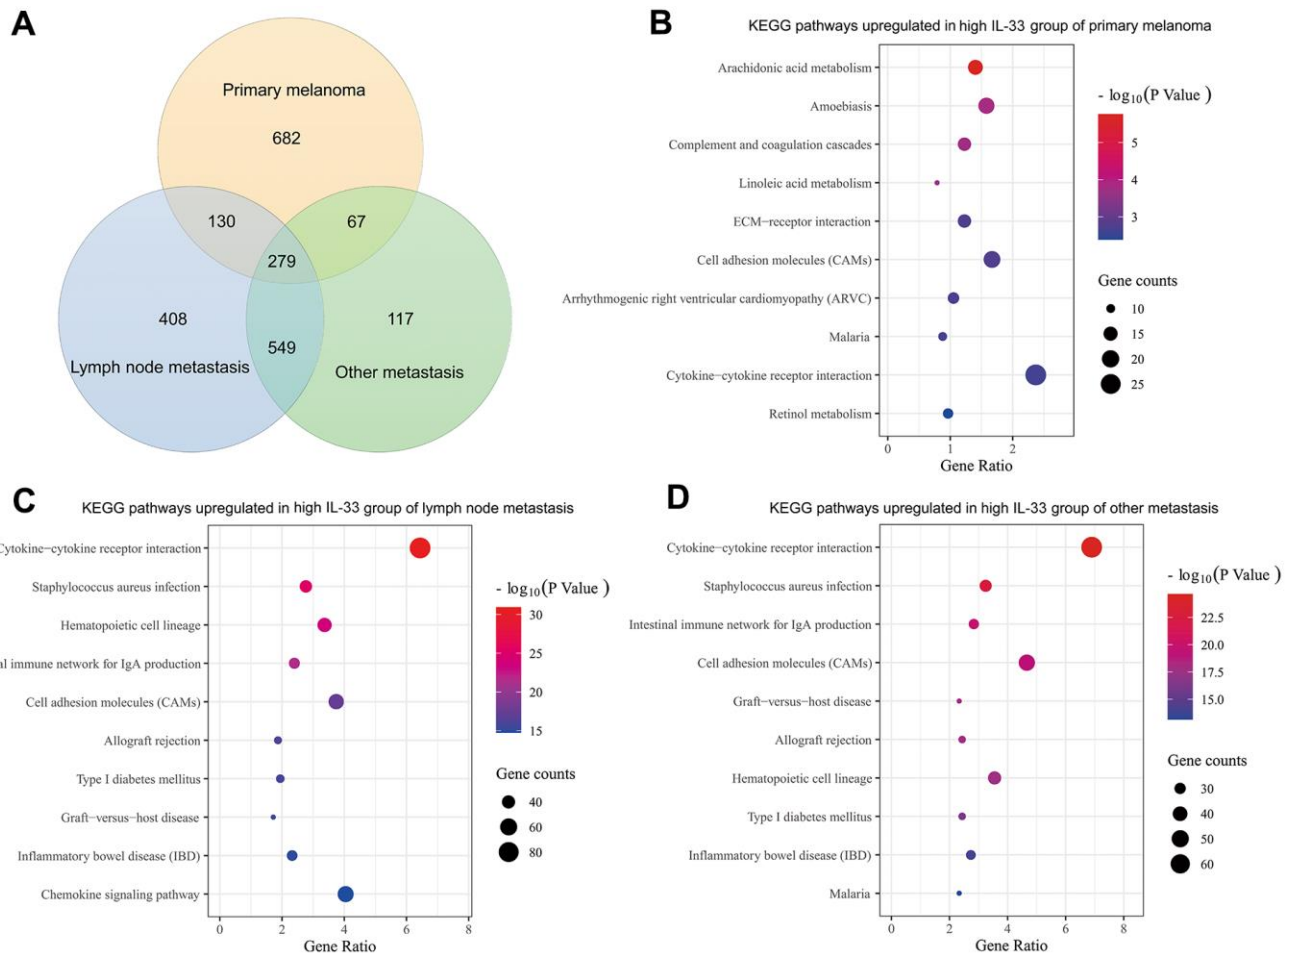 A
Primary melanoma
682
130
67
279
408
117
549
Lymph node metastasis
Other metastasis
B
KEGG pathways upregulated in high IL-33 group of primary melanoma
Arachidonic acid metabolism
Amoebiasis
Complement and coagulation cascades
Linoleic acid metabolism
ECM−receptor interaction
Cell adhesion molecules (CAMs)
Arrhythmogenic right ventricular cardiomyopathy (ARVC)
Malaria
Cytokine−cytokine receptor interaction
Retinol metabolism
0 1 2
Gene Ratio
- log10(P Value )
5
4
3
Gene counts
10
15
20
25
C
KEGG pathways upregulated in high IL-33 group of lymph node metastasis
Cytokine−cytokine receptor interaction
Staphylococcus aureus infection
Hematopoietic cell lineage
al immune network for IgA production
Cell adhesion molecules (CAMs)
Allograft rejection
Type I diabetes mellitus
Graft−versus−host disease
Inflammatory bowel disease (IBD)
Chemokine signaling pathway
0 2 4 6 8
Gene Ratio
- log10(P Value )
30
25
20
15
Gene counts
40
60
80
D
KEGG pathways upregulated in high IL-33 group of other metastasis
Cytokine−cytokine receptor interaction
Staphylococcus aureus infection
Intestinal immune network for IgA production
Cell adhesion molecules (CAMs)
Graft−versus−host disease
Allograft rejection
Hematopoietic cell lineage
Type I diabetes mellitus
Inflammatory bowel disease (IBD)
Malaria
0 2 4 6 8
Gene Ratio
- log10(P Value )
22.5
20.0
17.5
15.0
Gene counts
30
40
50
60